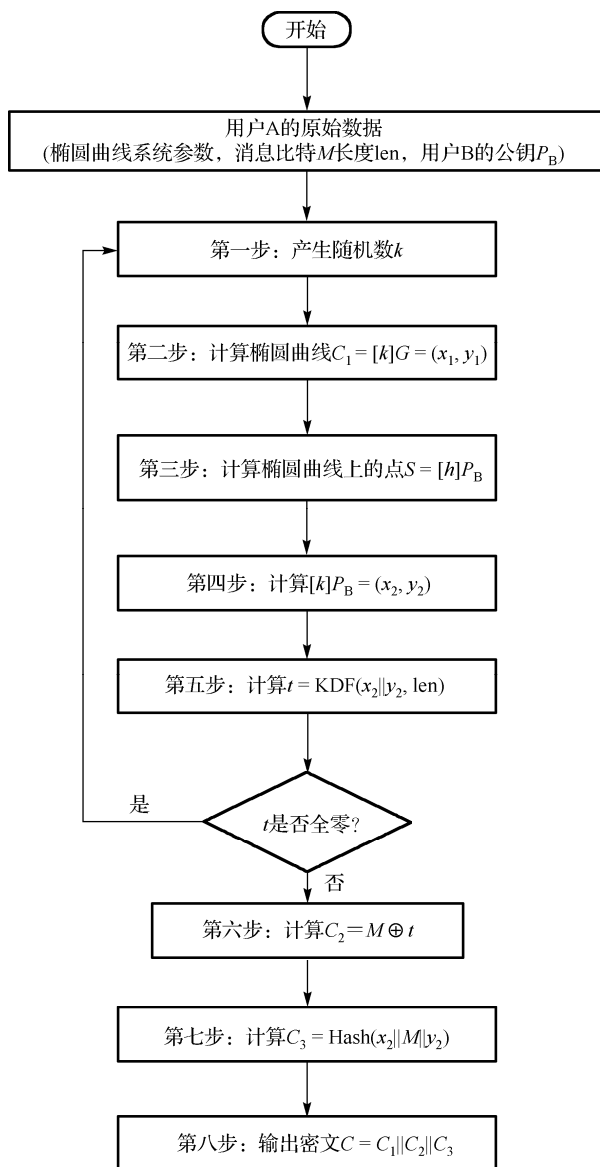 开始
用户A的原始数据
(椭圆曲线系统参数，消息比特M长度len，用户B的公钥P_B)
第一步：产生随机数k
第二步：计算椭圆曲线C₁ = [k]G = (x₁, y₁)
第三步：计算椭圆曲线上的点S = [h]P_B
第四步：计算[k]P_B = (x₂, y₂)
第五步：计算t = KDF(x₂||y₂, len)
是
t是否全零？
否
第六步：计算C₂＝M⊕t
第七步：计算C₃ = Hash(x₂||M||y₂)
第八步：输出密文C = C₁||C₂||C₃